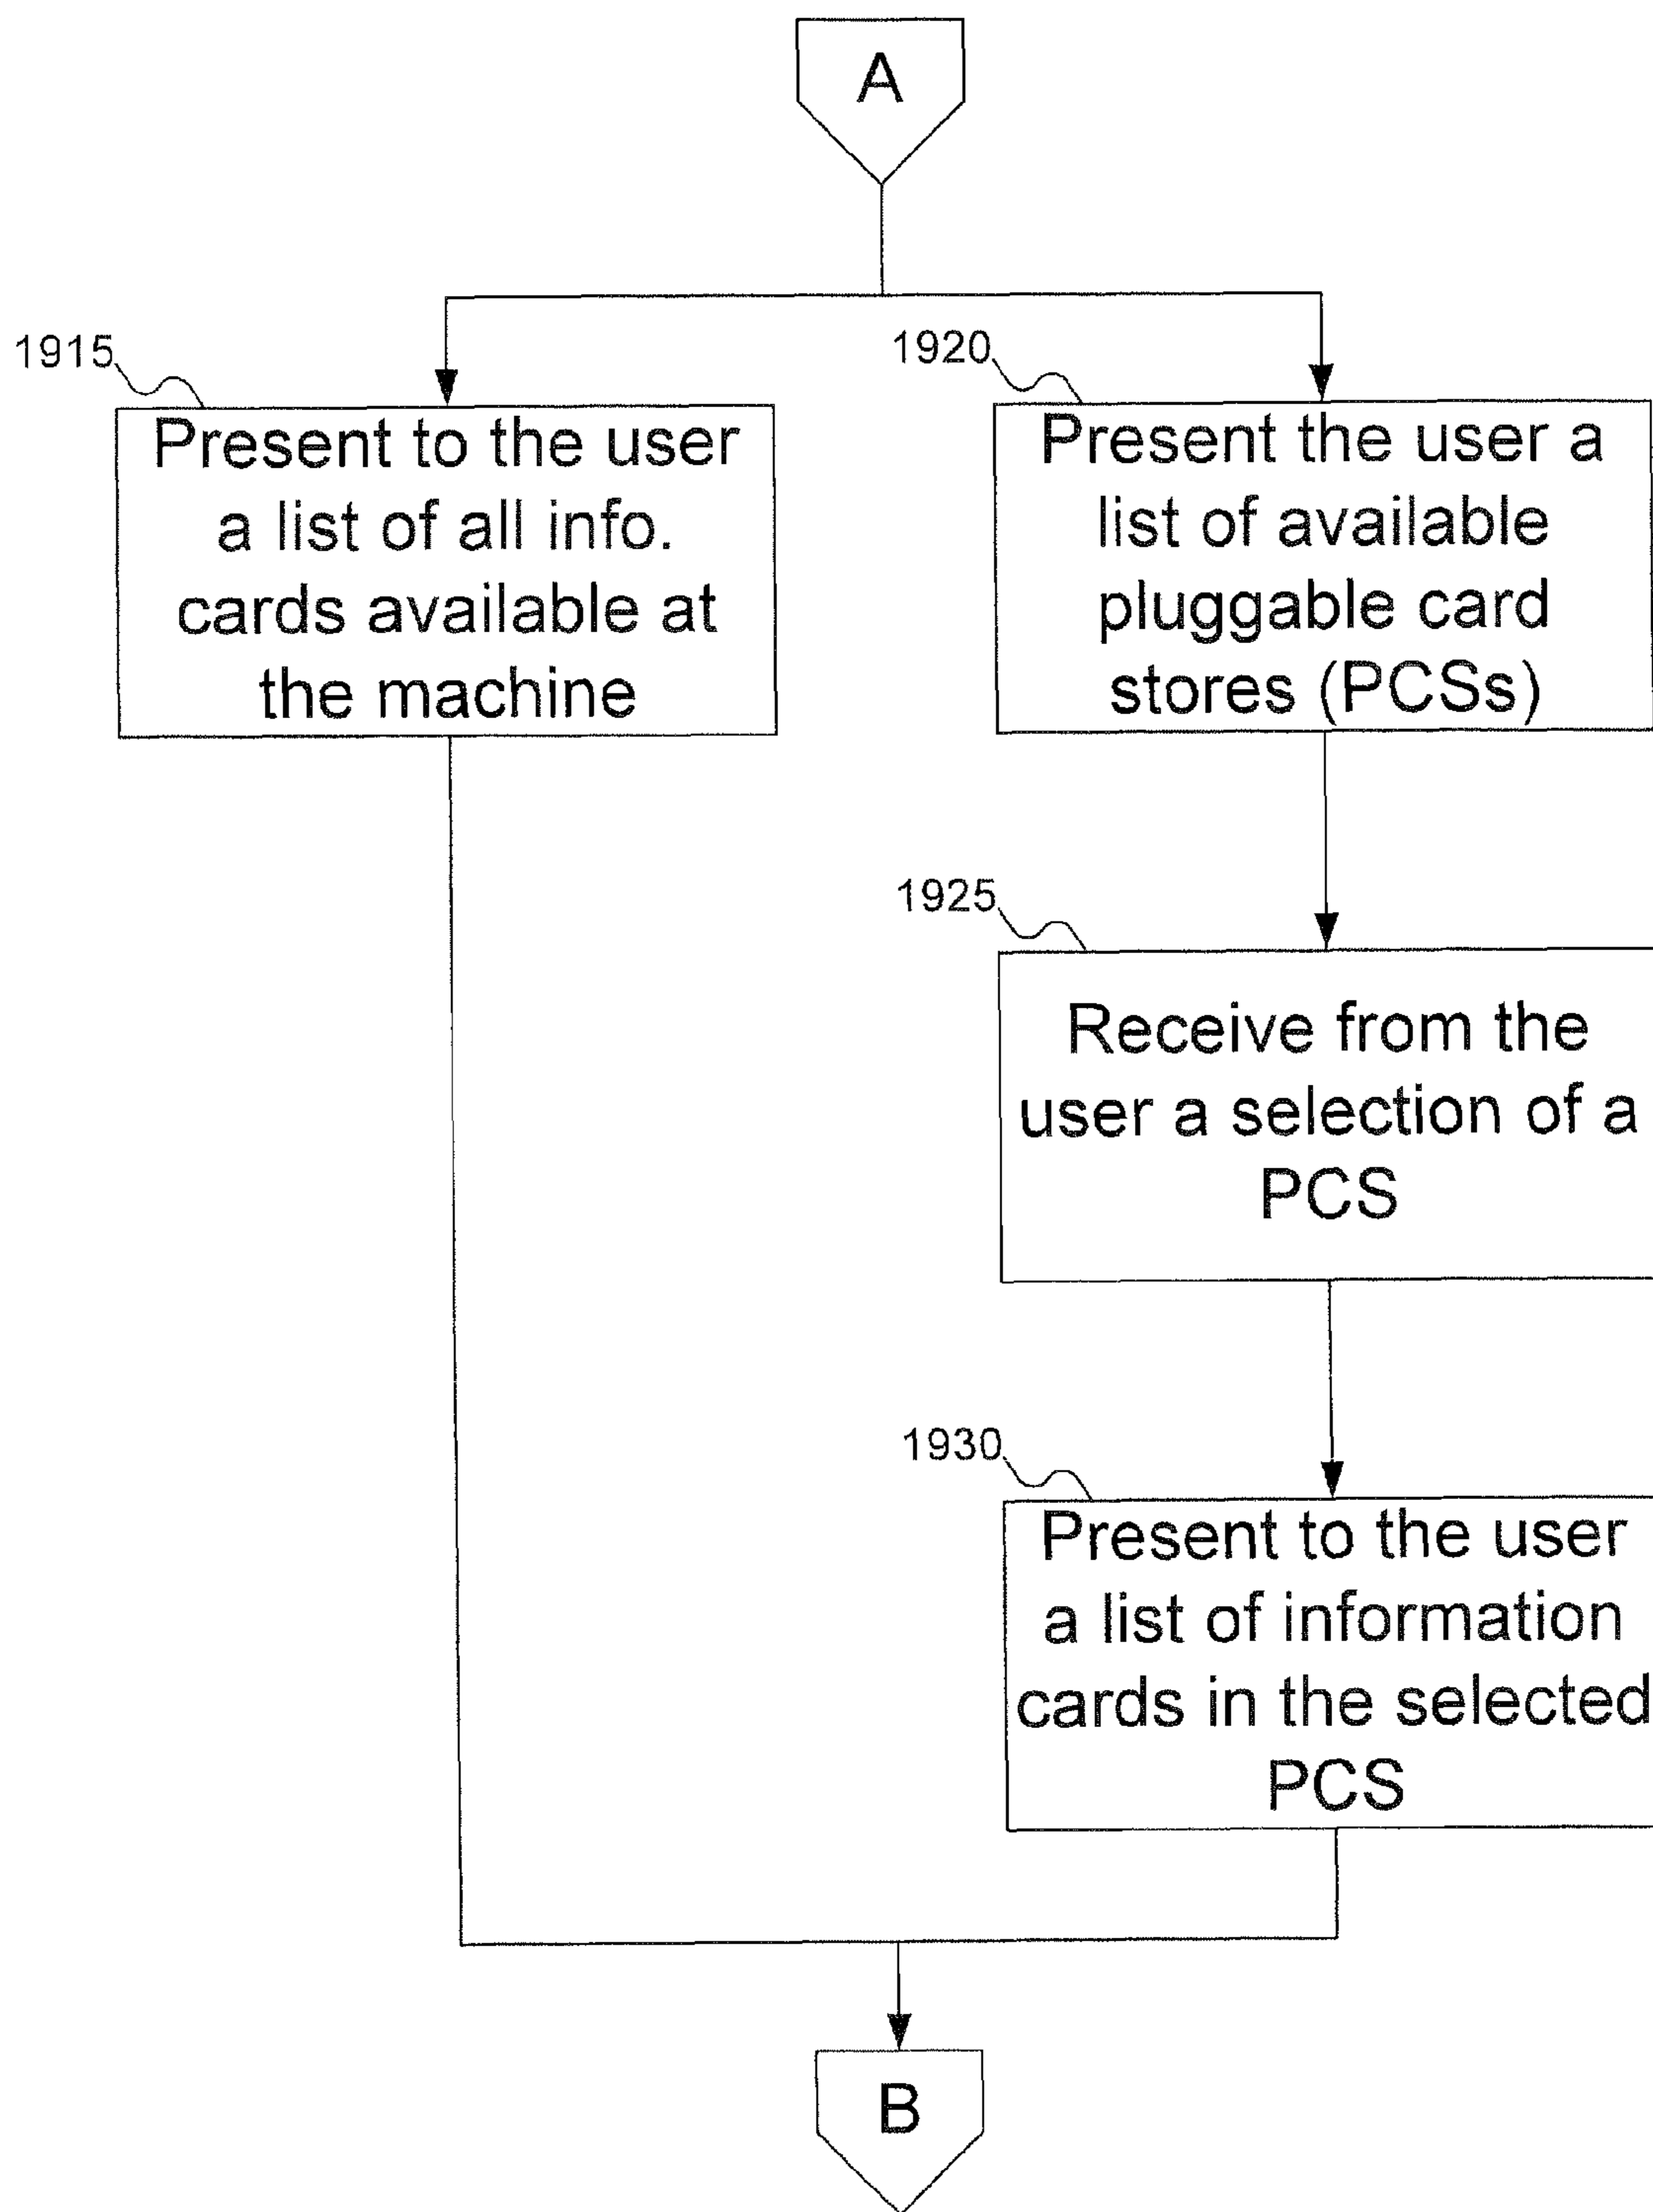 A
1915
Present to the user
a list of all info.
cards available at
the machine
1920
Present the user a
list of available
pluggable card
stores (PCSs)
1925
Receive from the
user a selection of a
PCS
1930
Present to the user
a list of information
cards in the selected
PCS
B